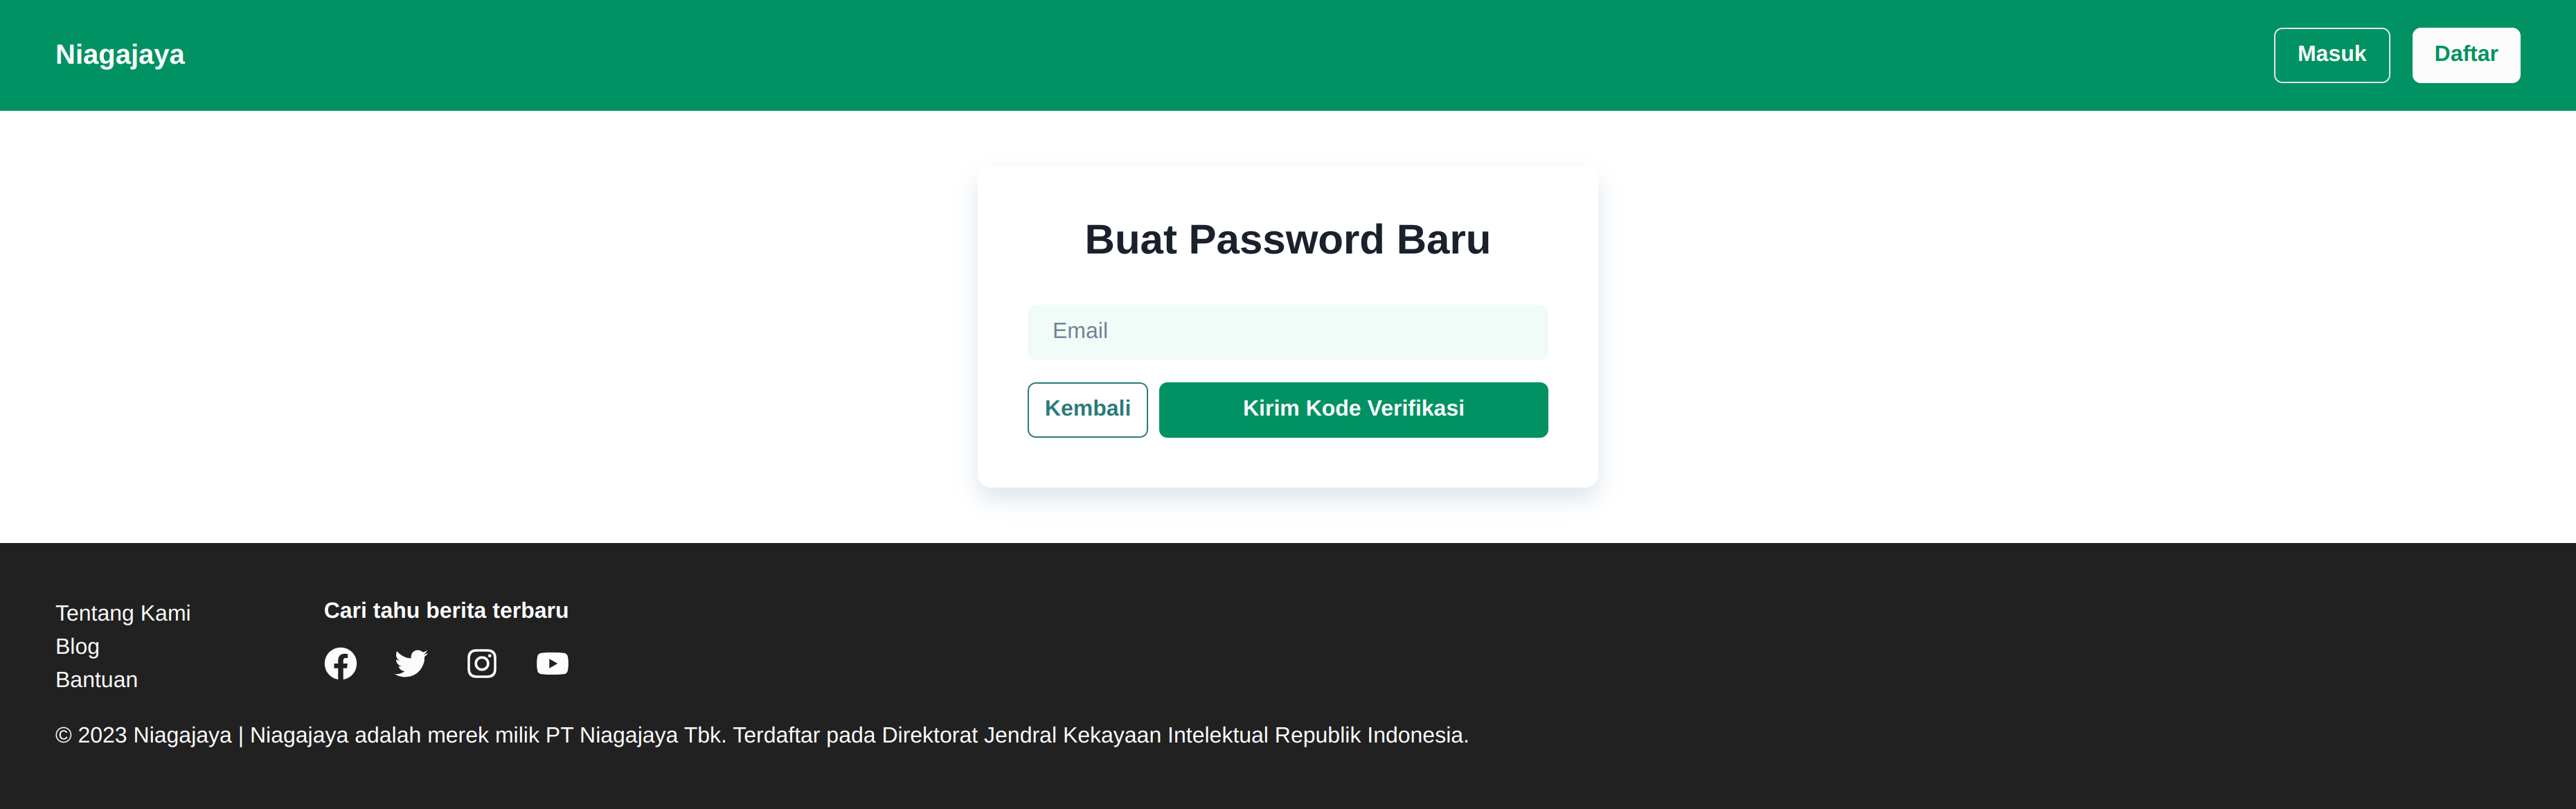 Niagajaya
Masuk
Daftar
Buat Password Baru
Email
Kembali
Kirim Kode Verifikasi
Tentang Kami
Blog
Bantuan
Cari tahu berita terbaru
© 2023 Niagajaya | Niagajaya adalah merek milik PT Niagajaya Tbk. Terdaftar pada Direktorat Jendral Kekayaan Intelektual Republik Indonesia.